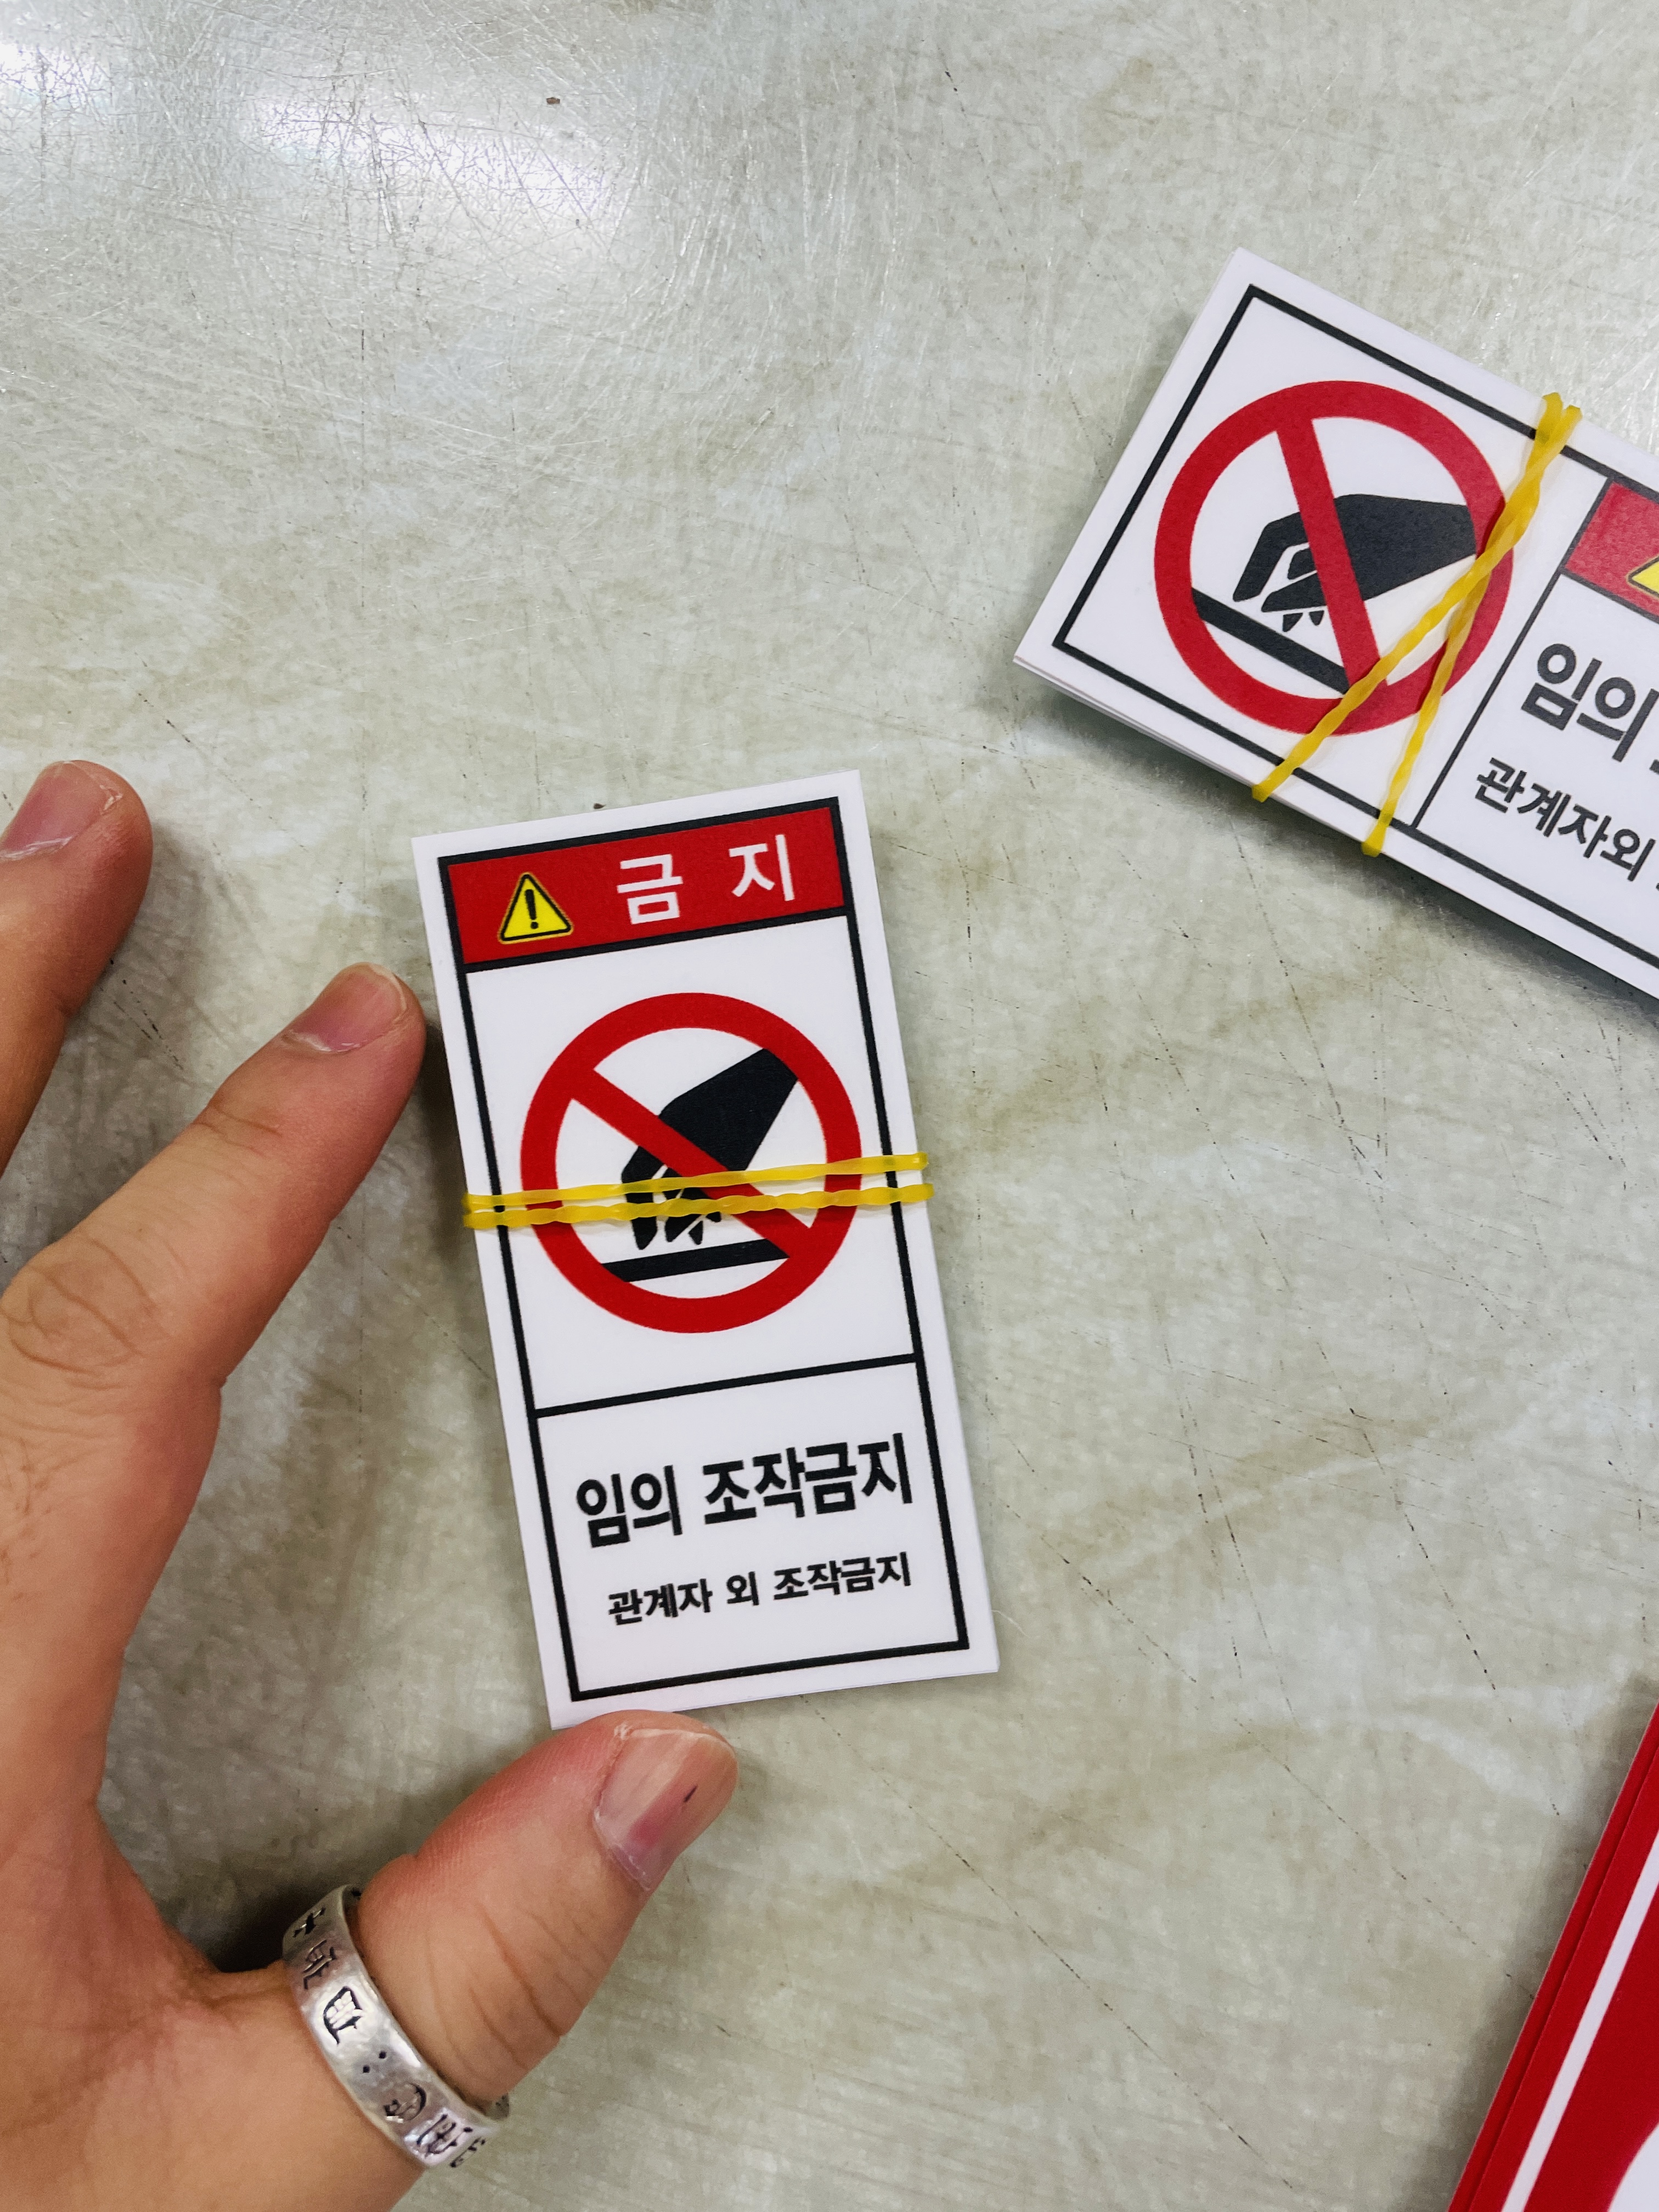 금 지
임의 조작금지
관계자 외 조작금지
임의
관계자외